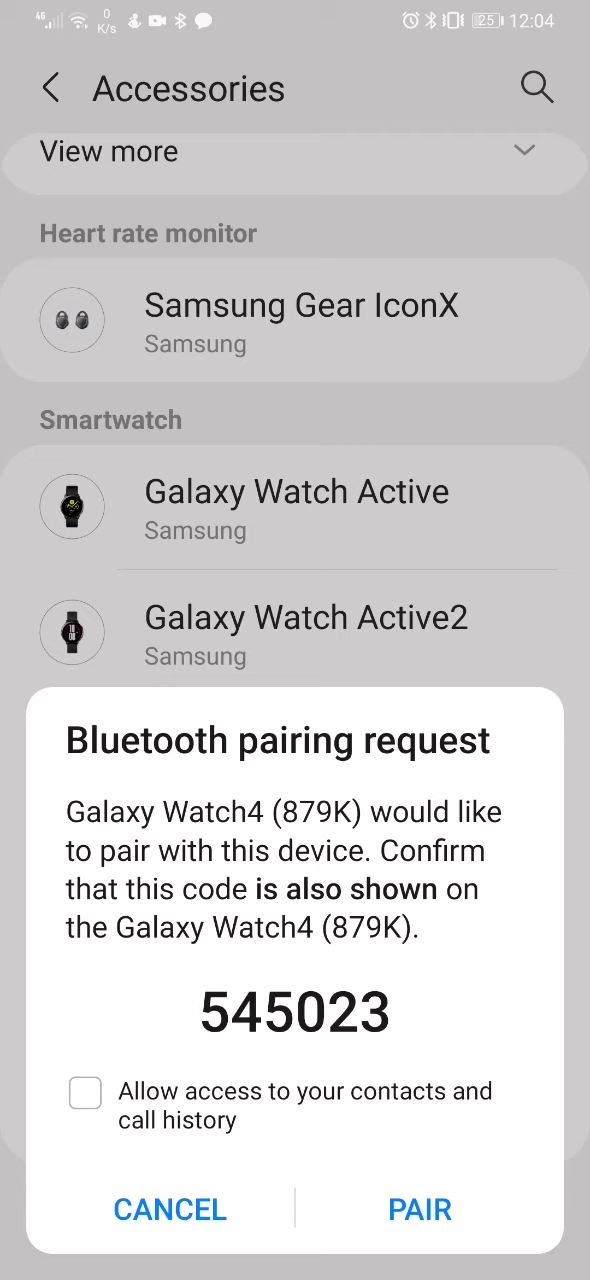 4G
0
K/s
25
12:04
Accessories
View more
Heart rate monitor
Samsung Gear IconX
Samsung
Smartwatch
Galaxy Watch Active
Samsung
Galaxy Watch Active2
Samsung
Bluetooth pairing request
Galaxy Watch4 (879K) would like
to pair with this device. Confirm
that this code is also shown on
the Galaxy Watch4 (879K).
545023
Allow access to your contacts and
call history
CANCEL
PAIR